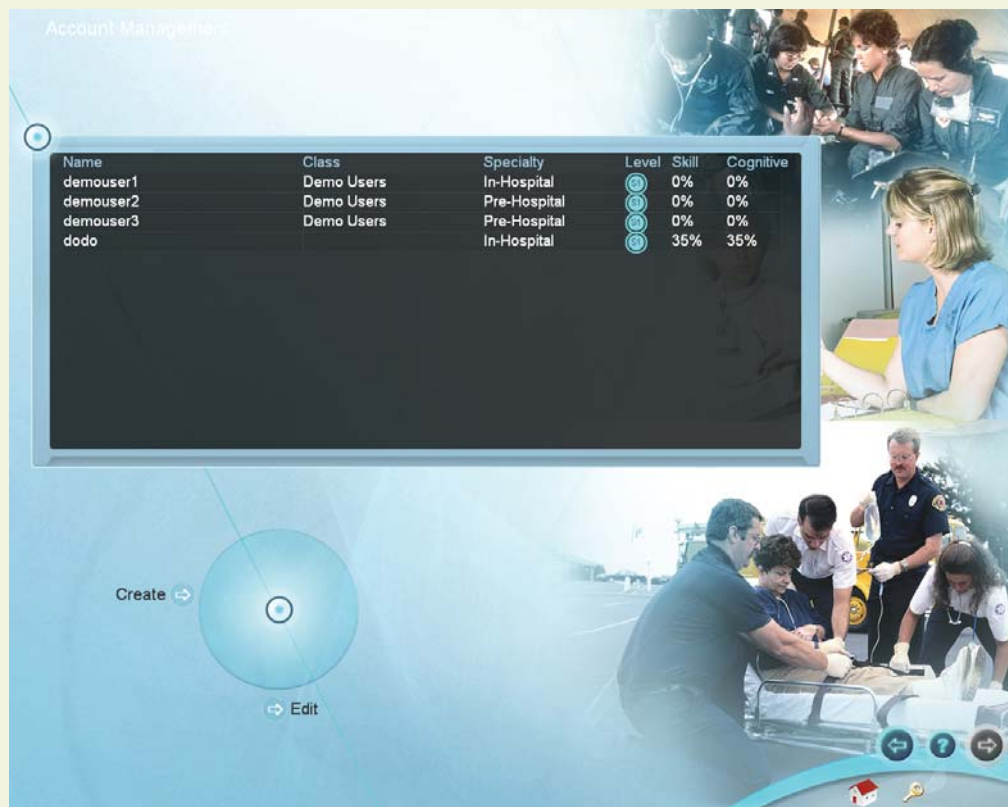 Account Management
Name Class Specialty Level Skill Cognitive
demouser1 Demo Users In-Hospital S1 0% 0%
demouser2 Demo Users Pre-Hospital S1 0% 0%
demouser3 Demo Users Pre-Hospital S1 0% 0%
dodo In-Hospital S1 35% 35%
Create
Edit
?